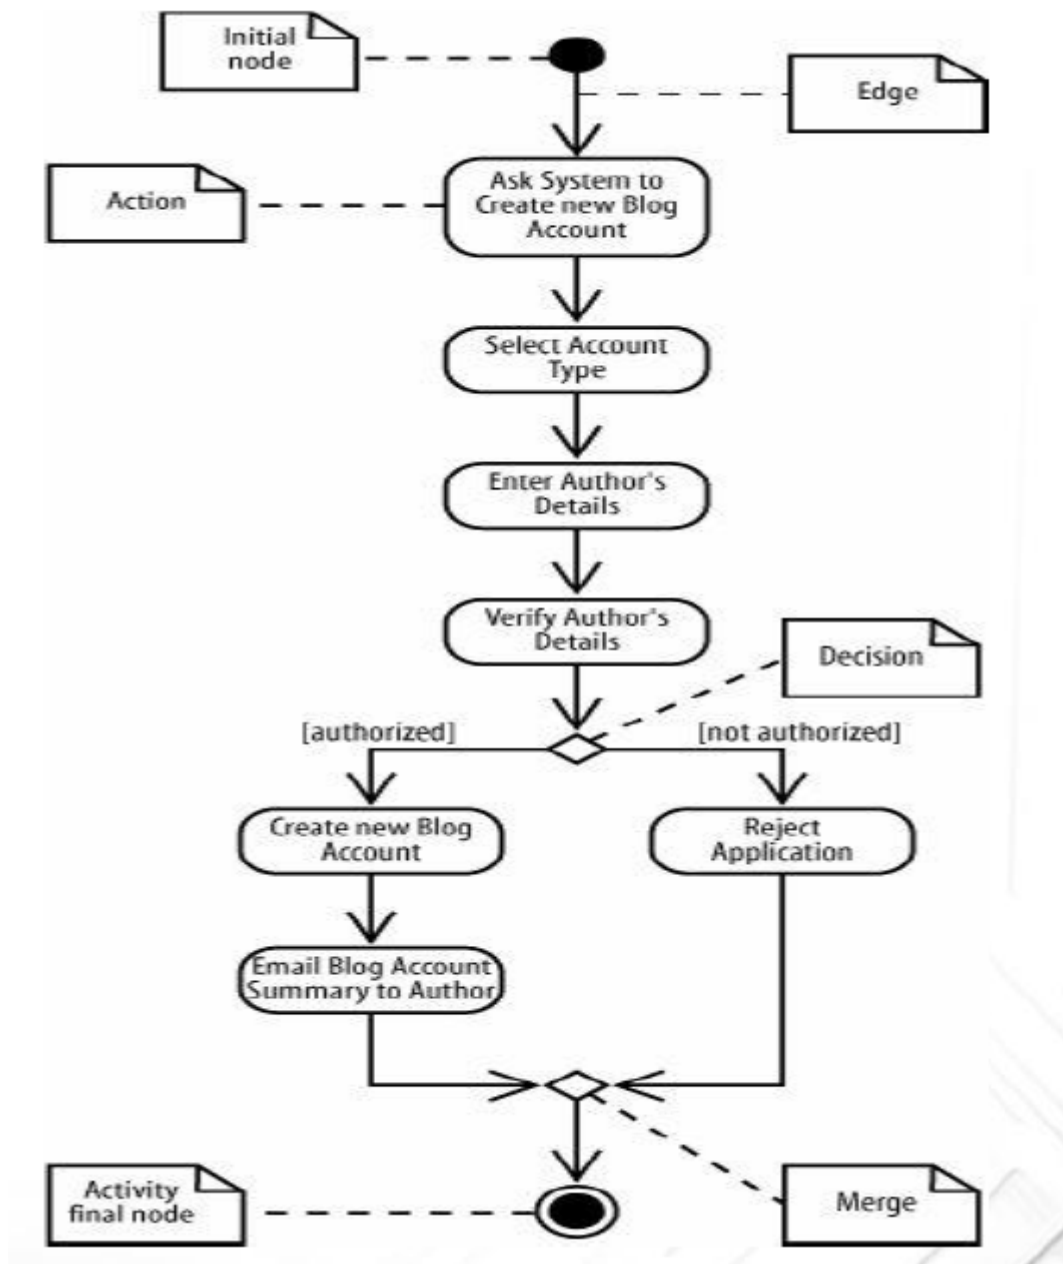 Initial
node
Edge
Action
Ask System to
Create new Blog
Account
Select Account
Type
Enter Author's
Details
Verify Author's
Details
Decision
[authorized]
[not authorized]
Create new Blog
Account
Reject
Application
Email Blog Account
Summary to Author
Activity
final node
Merge